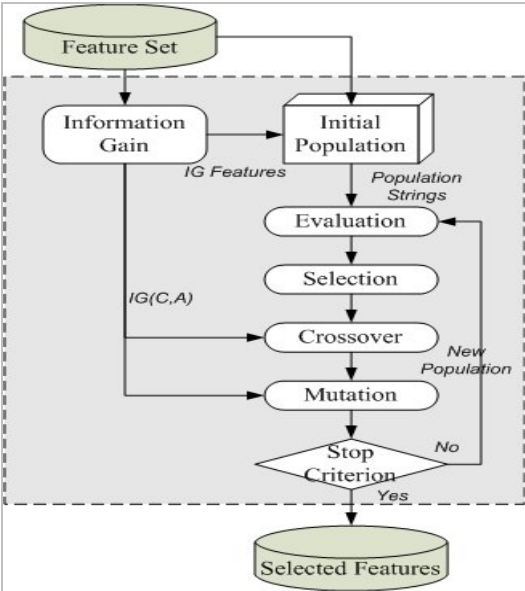 Feature Set
Information
Gain
Initial
Population
IG Features
Population
Strings
Evaluation
Selection
IG(C,A)
Crossover
New
Population
Mutation
Stop
Criterion
No
Yes
Selected Features